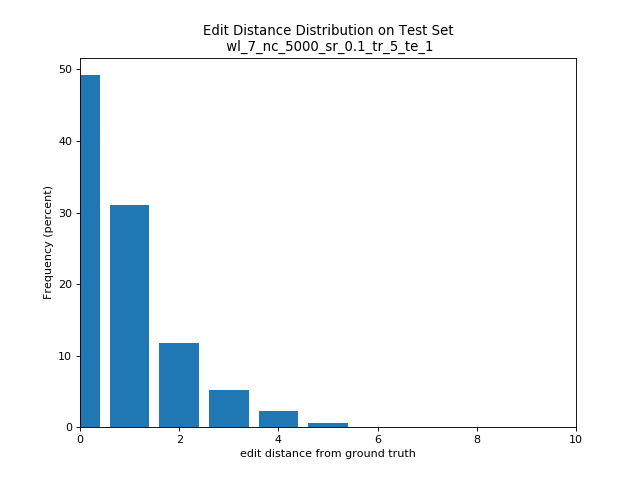 Edit Distance Distribution on Test Set
wl_7_nc_5000_sr_0.1_tr_5_te_1
50
40
30
20
10
0
Frequency (percent)
0 2 4 6 8 10
edit distance from ground truth